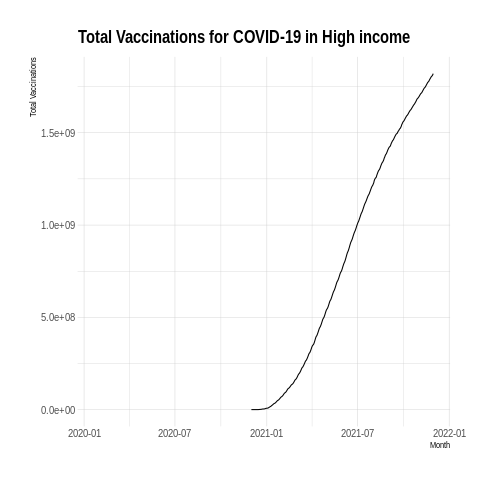 Total Vaccinations for COVID-19 in High income
Total Vaccinations
1.5e+09
1.0e+09
5.0e+08
0.0e+00
2020-01 2020-07 2021-01 2021-07 2022-01
Month